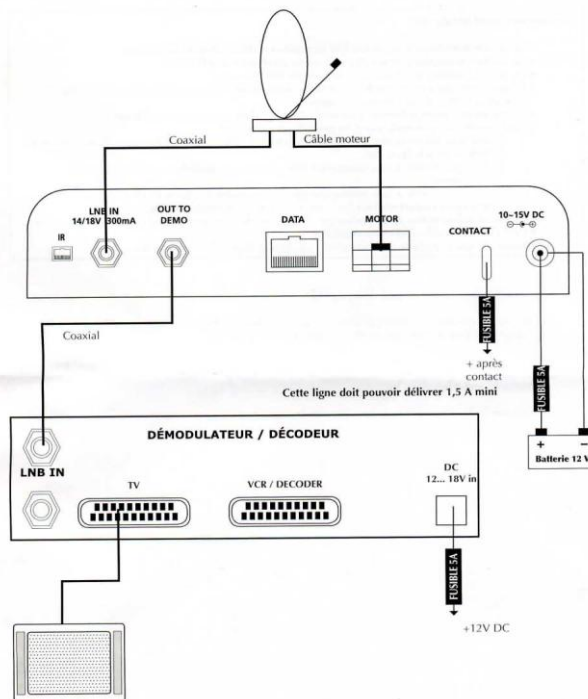 Coaxial
Câble moteur
LNB IN
14/18V 300mA
OUT TO
DEMO
IR
DATA
MOTOR
CONTACT
10~15V DC
FUSIBLE 5A
+ après
contact
Cette ligne doit pouvoir délivrer 1,5 A mini
FUSIBLE 5A
+ −
Batterie 12 V
Coaxial
DÉMODULATEUR / DÉCODEUR
LNB IN
TV
VCR / DECODER
DC
12... 18V in
FUSIBLE 5A
+12V DC